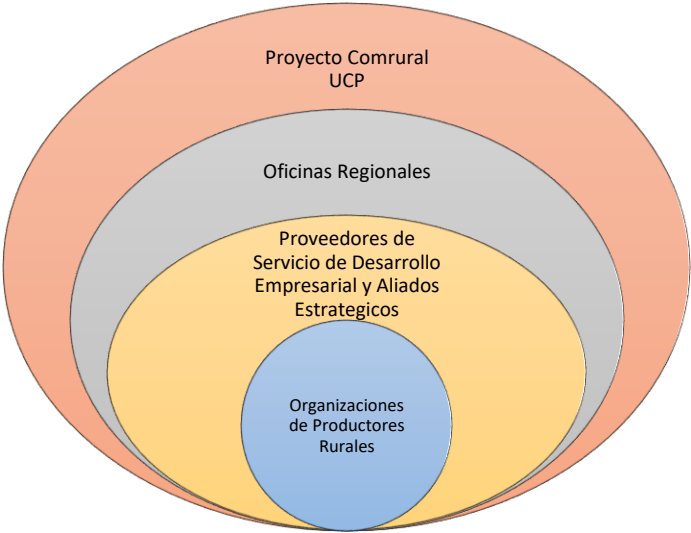 Proyecto Comrural
UCP
Oficinas Regionales
Proveedores de
Servicio de Desarrollo
Empresarial y Aliados
Estrategicos
Organizaciones
de Productores
Rurales